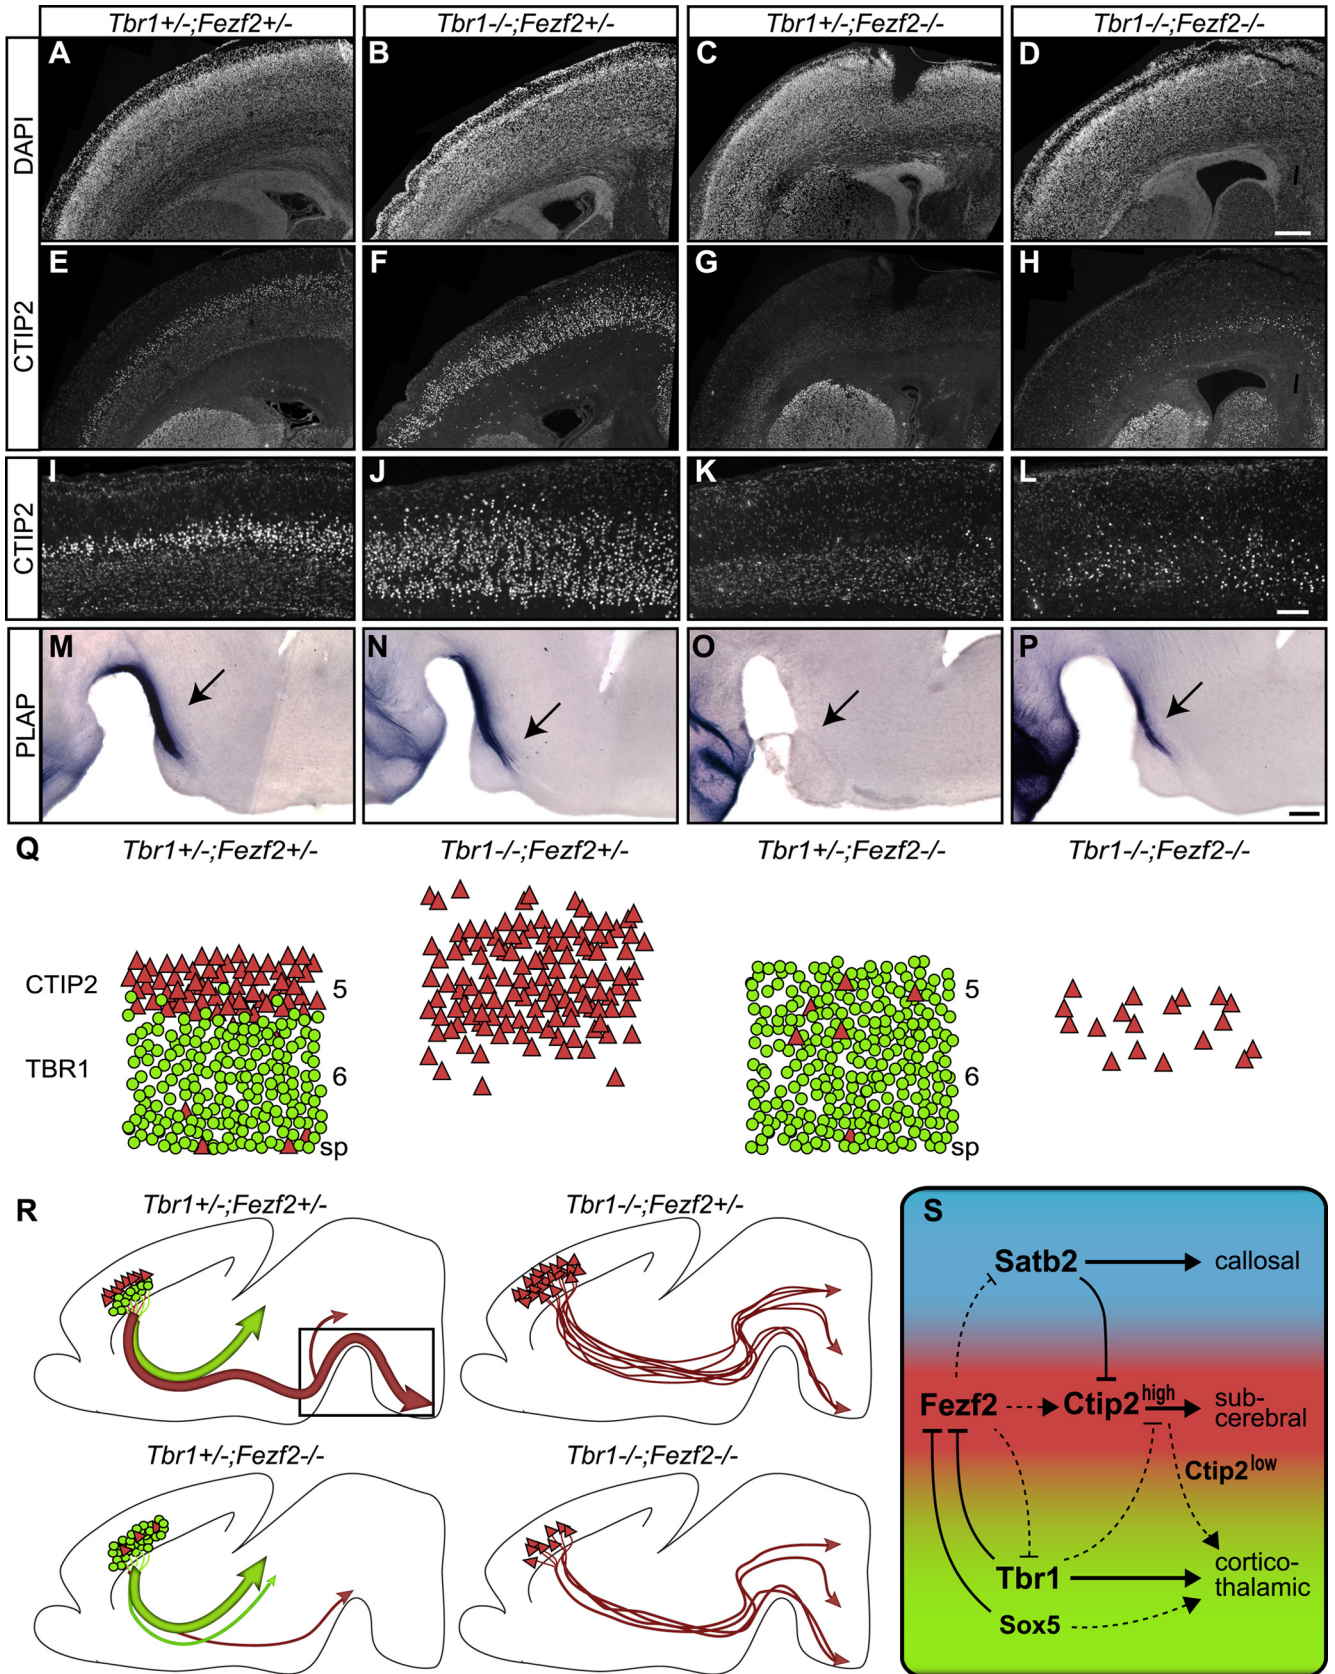 Tbr1+/-;Fezf2+/-
Tbr1-/-;Fezf2+/-
Tbr1+/-;Fezf2-/-
Tbr1-/-;Fezf2-/-
DAPI
A
B
C
D
CTIP2
E
F
G
H
CTIP2
I
J
K
L
PLAP
M
N
O
P
Q
Tbr1+/-;Fezf2+/-
Tbr1-/-;Fezf2+/-
Tbr1+/-;Fezf2-/-
Tbr1-/-;Fezf2-/-
CTIP2
5
5
TBR1
6
6
sp
sp
R
Tbr1+/-;Fezf2+/-
Tbr1-/-;Fezf2+/-
Tbr1+/-;Fezf2-/-
Tbr1-/-;Fezf2-/-
S
Satb2
callosal
Fezf2
Ctip2high
sub-
cerebral
Ctip2low
Tbr1
cortico-
thalamic
Sox5